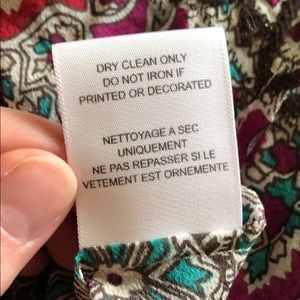 DRY CLEAN ONLY
DO NOT IRON IF
PRINTED OR DECORATED
NETTOYAGE A SEC
UNIQUEMENT
NE PAS REPASSER SI LE
VETEMENT EST ORNEMENTE